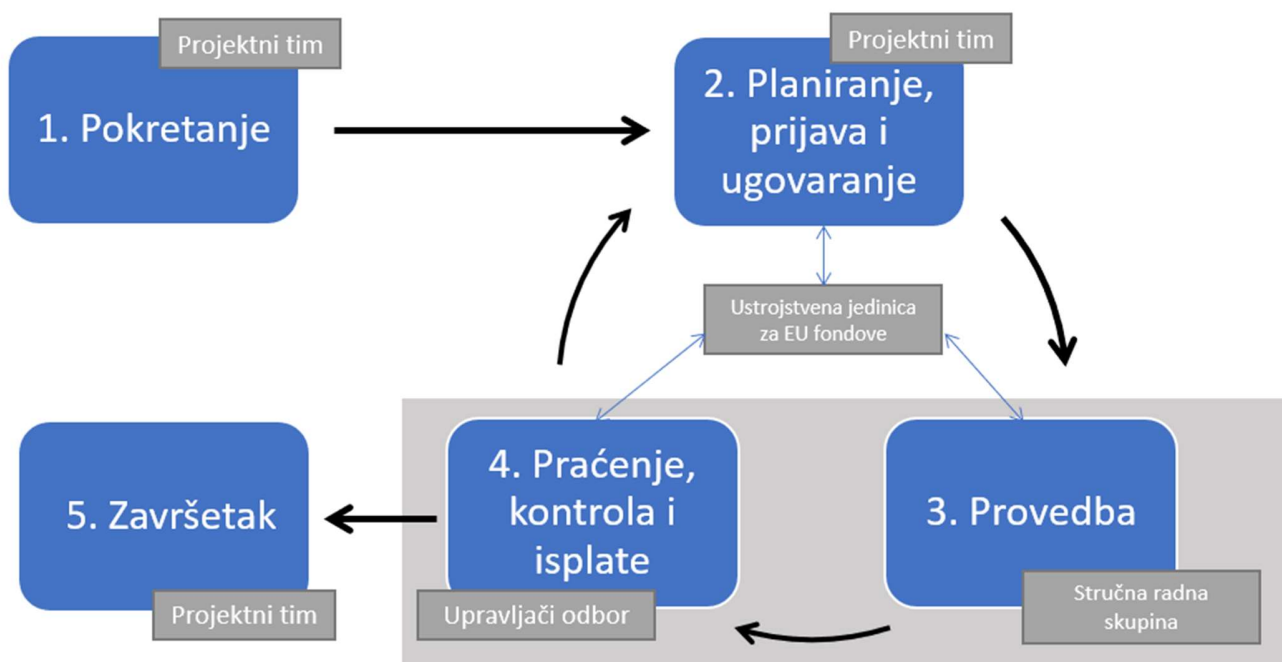 Projektni tim
1. Pokretanje
Projektni tim
2. Planiranje,
prijava i
ugovaranje
Ustrojstvena jedinica
za EU fondove
5. Završetak
Projektni tim
4. Praćenje,
kontrola i
isplate
Upravljači odbor
3. Provedba
Stručna radna
skupina